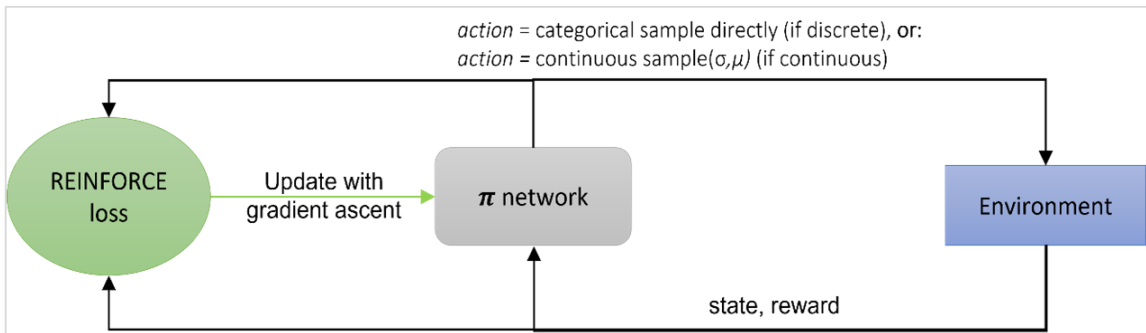 action = categorical sample directly (if discrete), or:
action = continuous sample(σ,μ) (if continuous)
REINFORCE
loss
Update with
gradient ascent
π network
Environment
state, reward